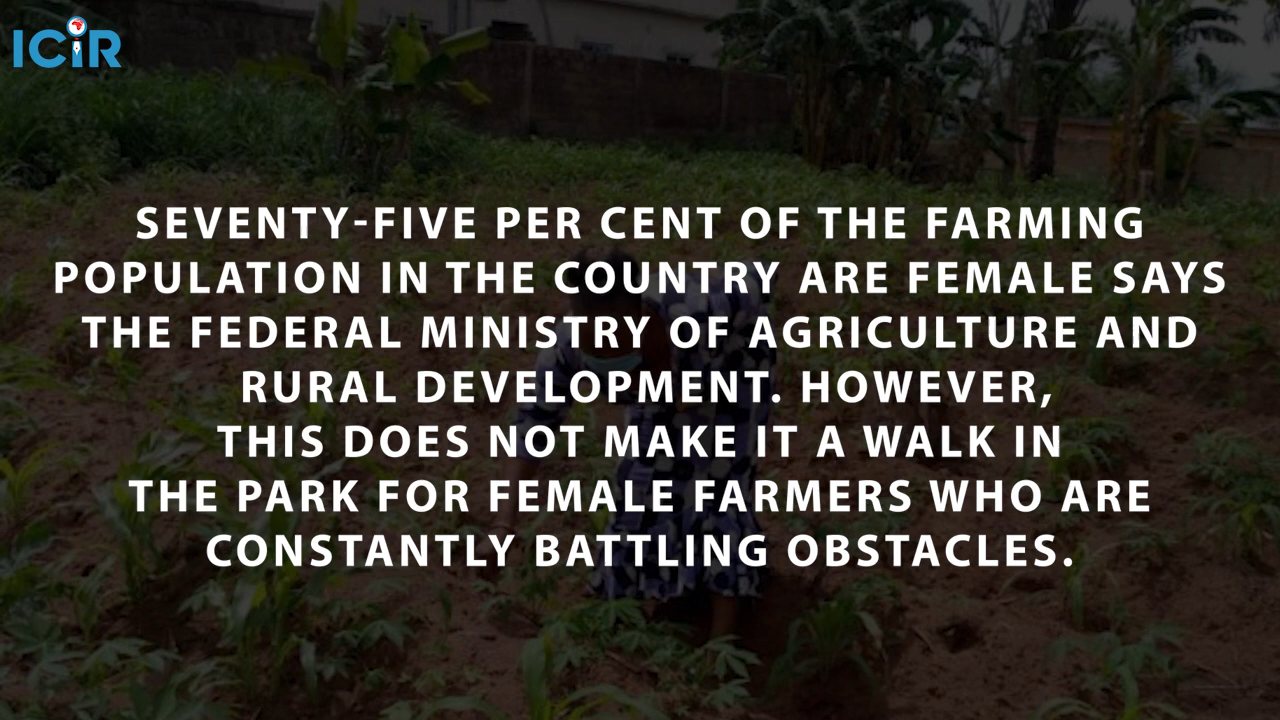 ICiR
SEVENTY-FIVE PER CENT OF THE FARMING
POPULATION IN THE COUNTRY ARE FEMALE SAYS
THE FEDERAL MINISTRY OF AGRICULTURE AND
RURAL DEVELOPMENT. HOWEVER,
THIS DOES NOT MAKE IT A WALK IN
THE PARK FOR FEMALE FARMERS WHO ARE
CONSTANTLY BATTLING OBSTACLES.